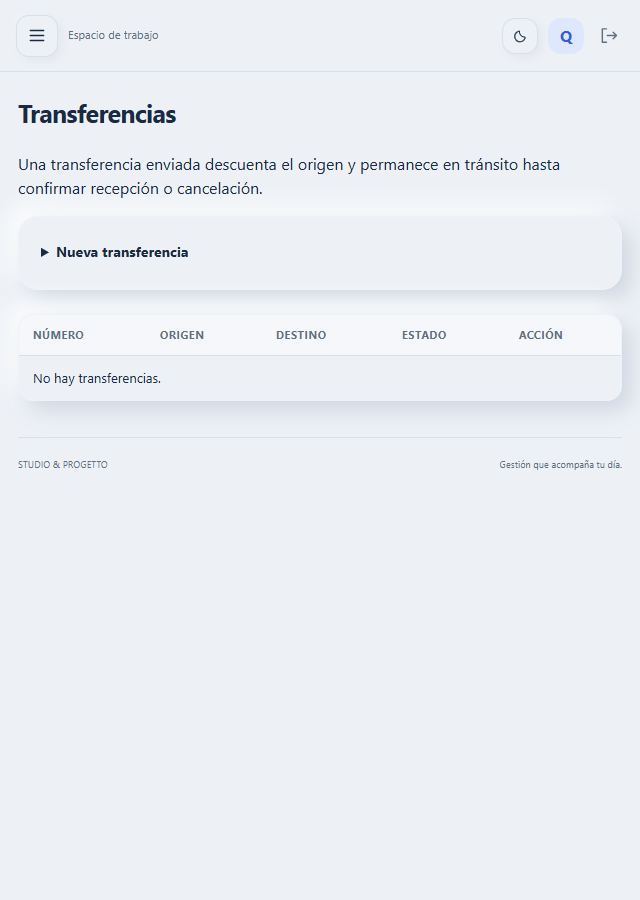 Espacio de trabajo
Q
Transferencias
Una transferencia enviada descuenta el origen y permanece en tránsito hasta
confirmar recepción o cancelación.
Nueva transferencia
NÚMERO ORIGEN DESTINO ESTADO ACCIÓN
No hay transferencias.
STUDIO & PROGETTO Gestión que acompaña tu día.